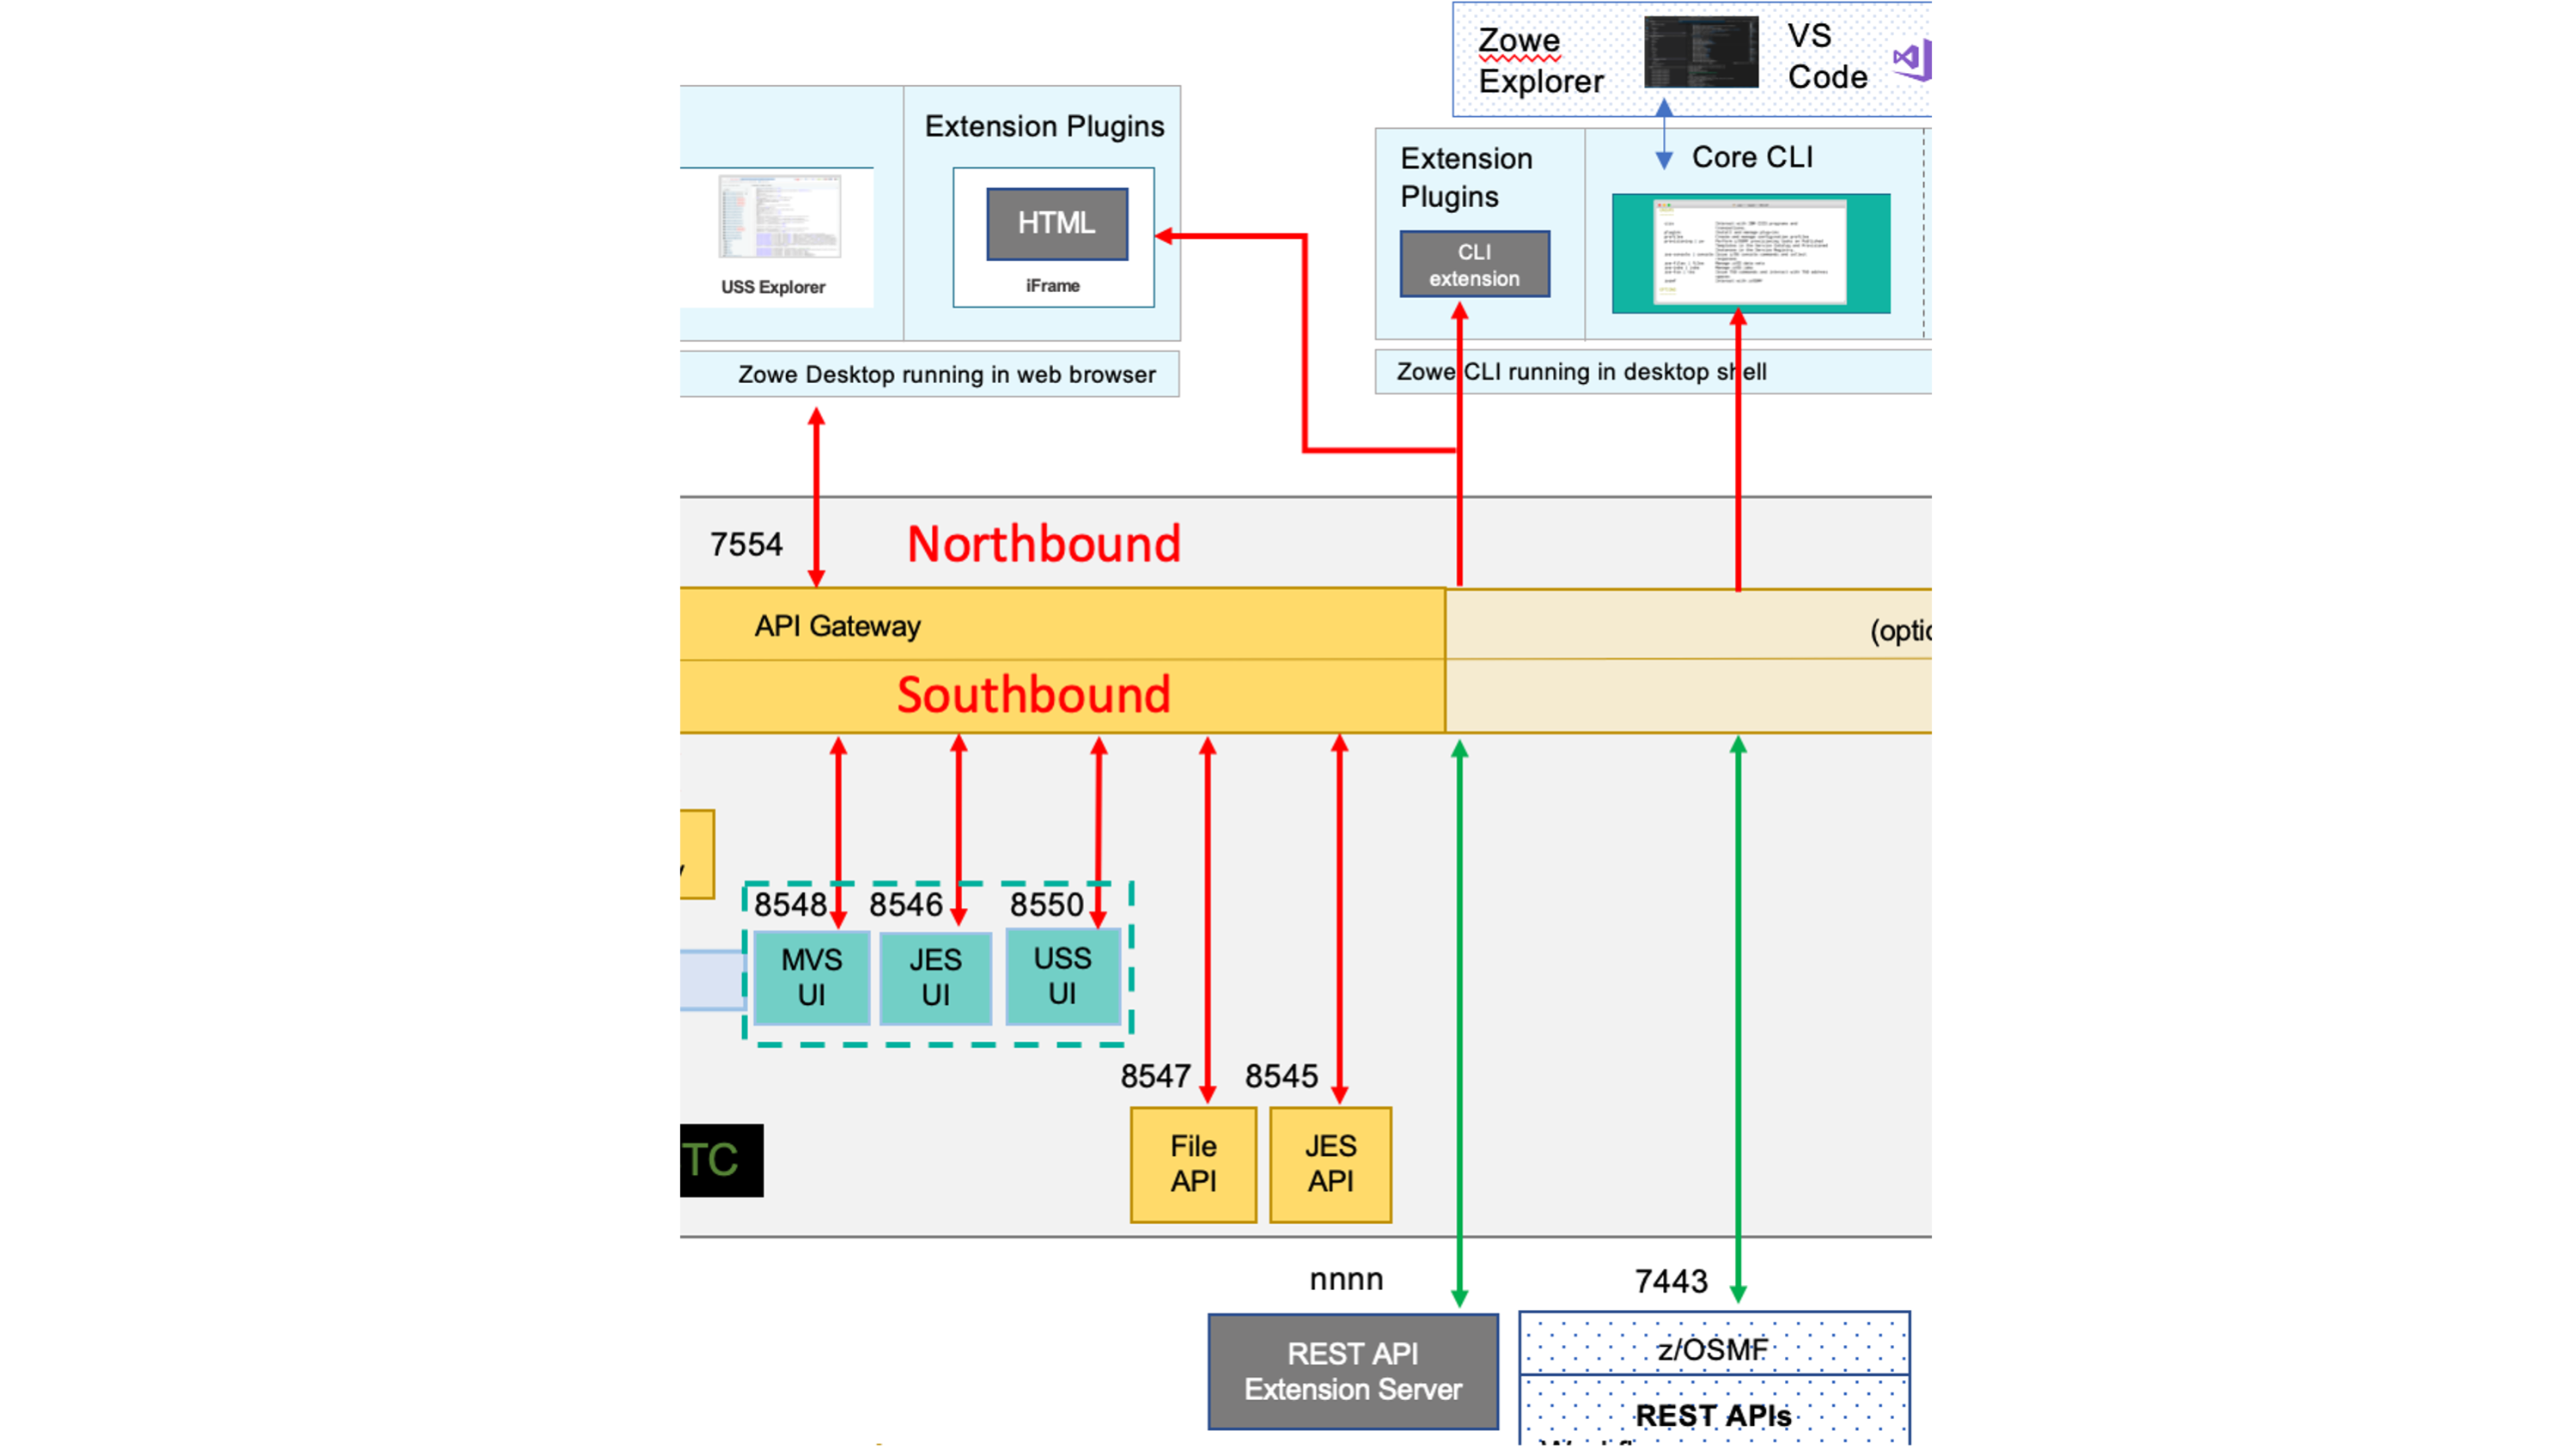 Zowe
Explorer
VS
Code
Extension Plugins
HTML
iFrame
USS Explorer
Zowe Desktop running in web browser
Extension
Plugins
CLI
extension
Core CLI
Zowe CLI running in desktop shell
7554
Northbound
API Gateway
Southbound
8548
8546
8550
MVS
UI
JES
UI
USS
UI
8547
8545
TC
File
API
JES
API
nnnn
7443
REST API
Extension Server
z/OSMF
REST APIs